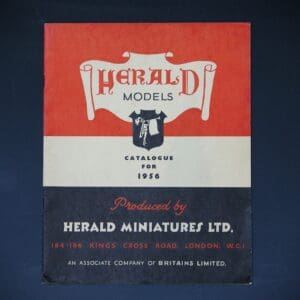 HERALD
MODELS
CATALOGUE
FOR
1956
Produced by
HERALD MINIATURES LTD.
184-186 KINGS CROSS ROAD, LONDON, W.C.1
AN ASSOCIATE COMPANY OF BRITAINS LIMITED.